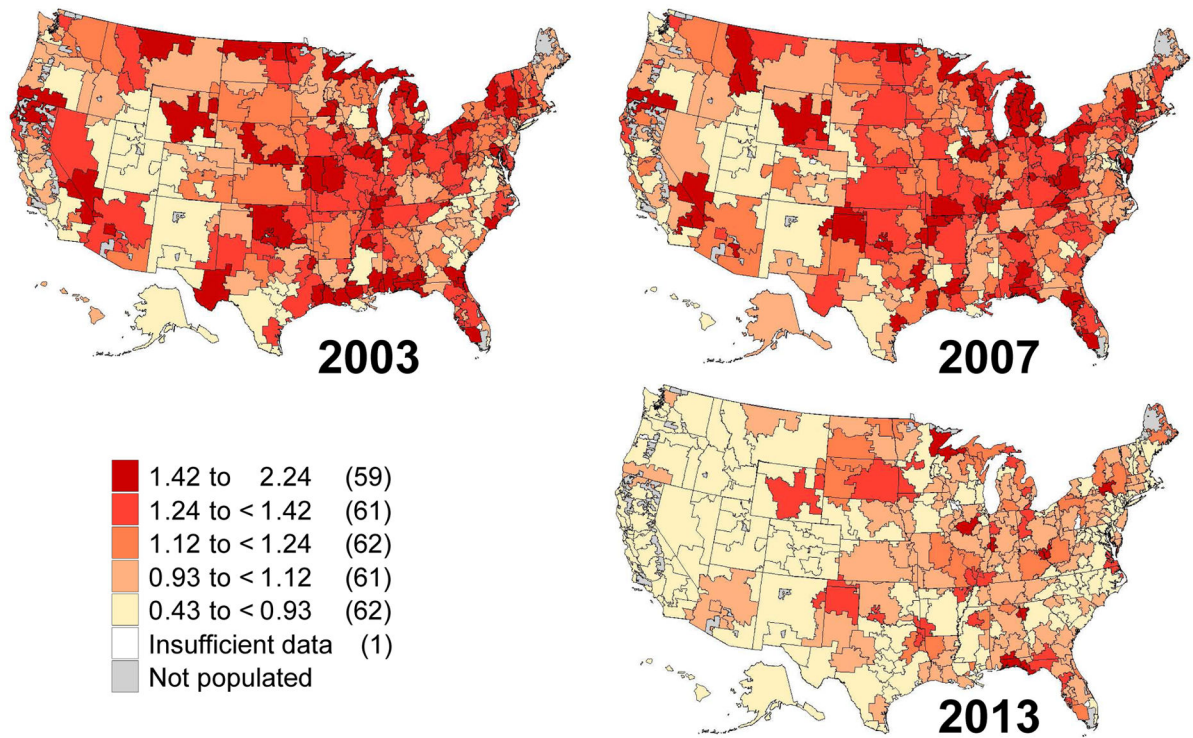 2003
2007
1.42 to 2.24 (59)
1.24 to < 1.42 (61)
1.12 to < 1.24 (62)
0.93 to < 1.12 (61)
0.43 to < 0.93 (62)
Insufficient data (1)
Not populated
2013